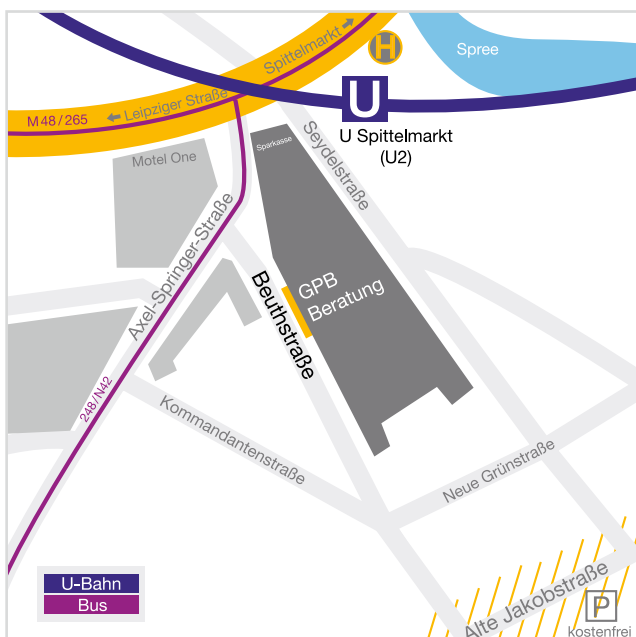 Spittelmarkt
H
Spree
Leipziger Straße
M48/265
U
U Spittelmarkt
(U2)
Sparkasse
Seydelstraße
Motel One
Axel-Springer-Straße
Beuthstraße
GPB
Beratung
248/N42
Kommandantenstraße
Neue Grünstraße
Alte Jakobstraße
P
kostenfrei
U-Bahn
Bus